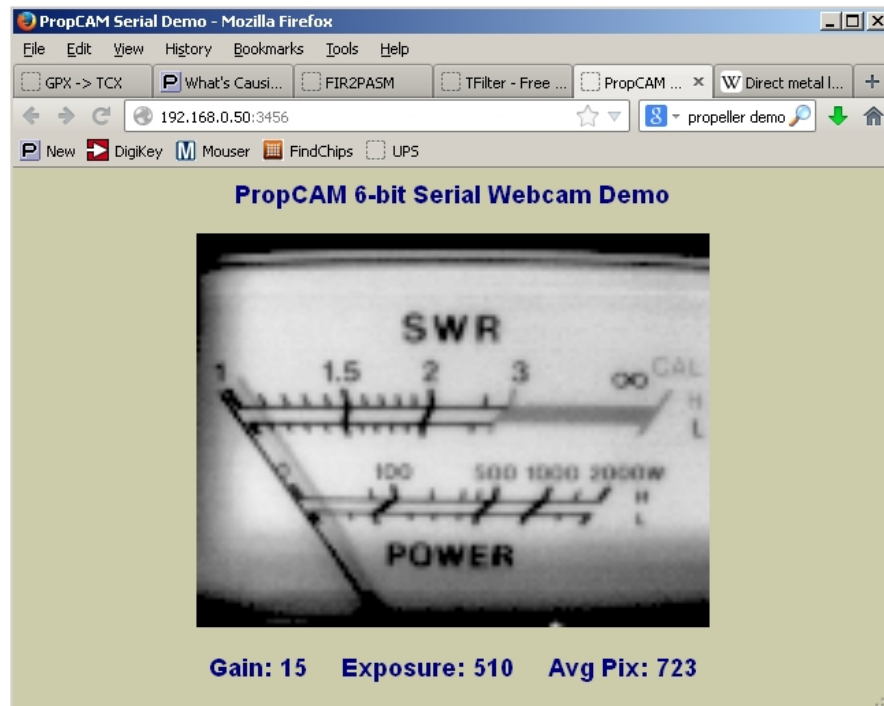 PropCAM Serial Demo - Mozilla Firefox
File Edit View History Bookmarks Tools Help
GPX -> TCX P What's Causi... FIR2PASM TFilter - Free ... PropCAM ... × W Direct metal l... +
192.168.0.50:3456 8 propeller demo
P New DigiKey M Mouser FindChips UPS
PropCAM 6-bit Serial Webcam Demo
SWR
1 1.5 2 3 ∞ CAL
H
L
0 100 500 1000 2000W
H
L
POWER
Gain: 15 Exposure: 510 Avg Pix: 723